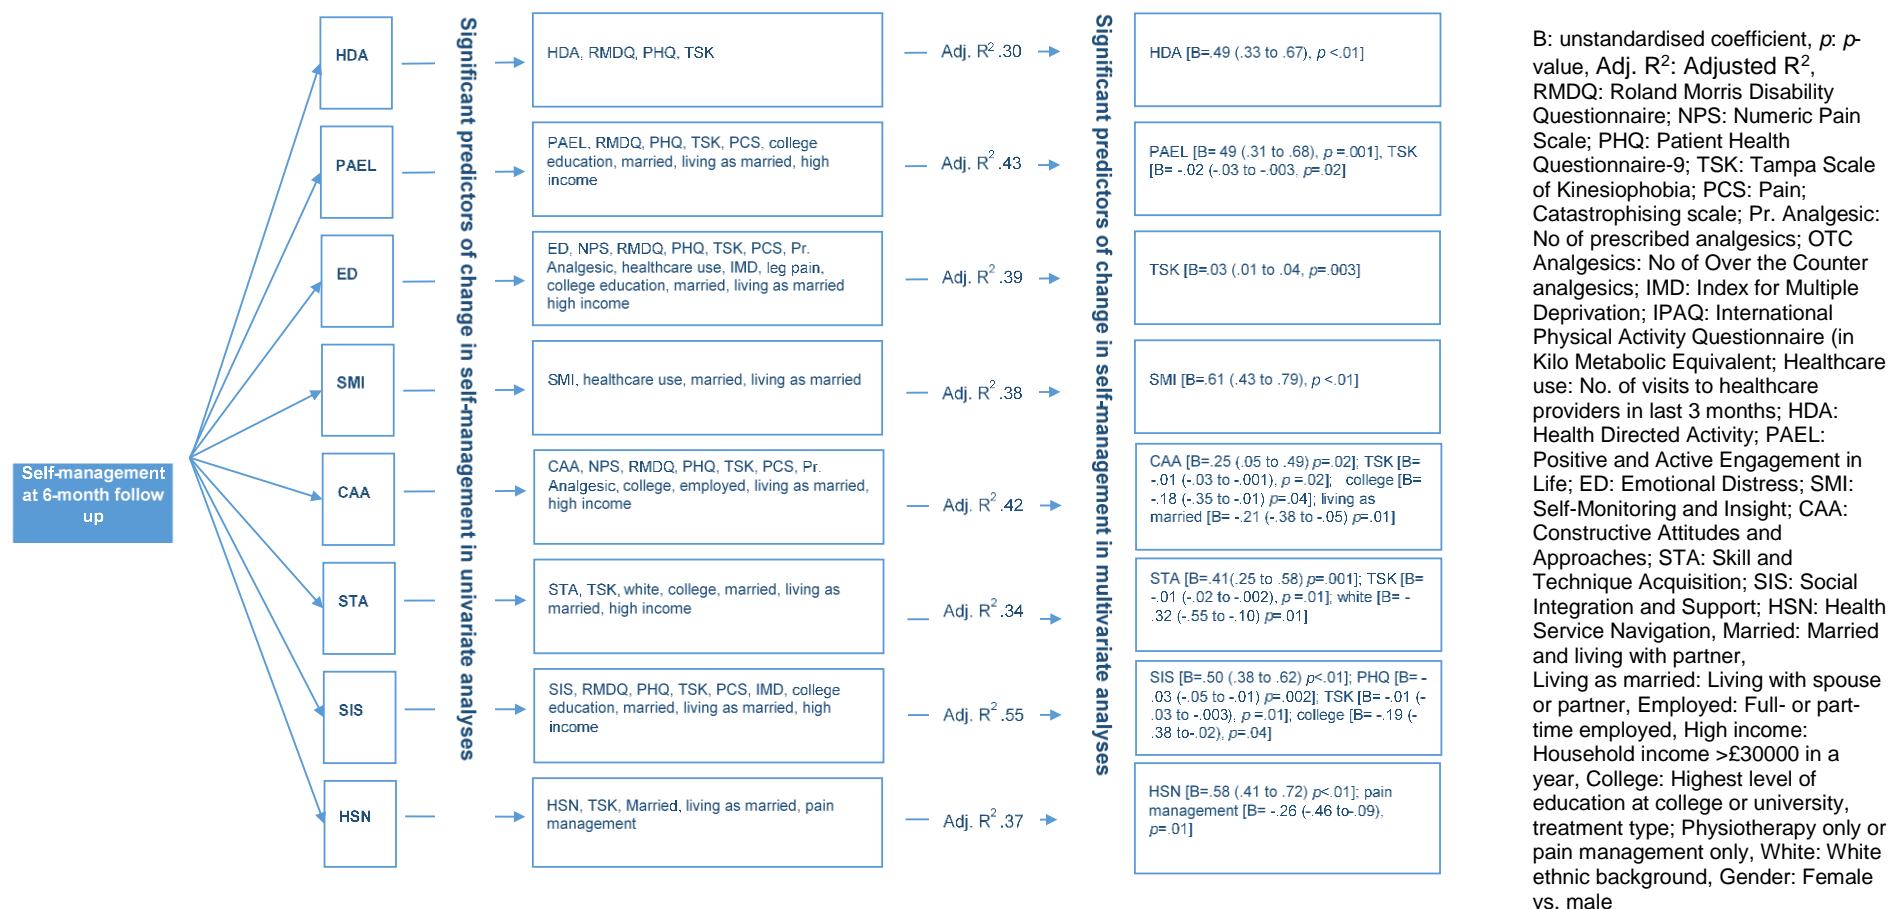 Self-management
at 6-month follow
up
HDA
PAEL
ED
SMI
CAA
STA
SIS
HSN
Significant predictors of change in self-management in univariate analyses
HDA, RMDQ, PHQ, TSK
PAEL, RMDQ, PHQ, TSK, PCS, college
education, married, living as married, high
income
ED, NPS, RMDQ, PHQ, TSK, PCS, Pr.
Analgesic, healthcare use, IMD, leg pain,
college education, married, living as married
high income
SMI, healthcare use, married, living as married
CAA, NPS, RMDQ, PHQ, TSK, PCS, Pr.
Analgesic, college, employed, living as married,
high income
STA, TSK, white, college, married, living as
married, high income
SIS, RMDQ, PHQ, TSK, PCS, IMD, college
education, married, living as married, high
income
HSN, TSK, Married, living as married, pain
management
Adj. R² .30
Adj. R² .43
Adj. R² .39
Adj. R² .38
Adj. R² .42
Adj. R² .34
Adj. R² .55
Adj. R² .37
Significant predictors of change in self-management in multivariate analyses
HDA [B=.49 (.33 to .67), p <.01]
PAEL [B=.49 (.31 to .68), p =.001], TSK
[B= -.02 (-.03 to -.003, p=.02]
TSK [B=.03 (.01 to .04, p=.003]
SMI [B=.61 (.43 to .79), p <.01]
CAA [B=.25 (.05 to .49) p=.02]; TSK [B=
-.01 (-.03 to -.001), p =.02]; college [B=
-.18 (-.35 to -.01) p=.04]; living as
married [B= -.21 (-.38 to -.05) p=.01]
STA [B=.41(.25 to .58) p=.001]; TSK [B=
-.01 (-.02 to -.002), p =.01]; white [B= -
.32 (-.55 to -.10) p=.01]
SIS [B=.50 (.38 to .62) p<.01]; PHQ [B= -
.03 (-.05 to -.01) p=.002]; TSK [B= -.01 (-
.03 to -.003), p =.01]; college [B= -.19 (-
.38 to-.02), p=.04]
HSN [B=.58 (.41 to .72) p<.01]; pain
management [B= -.26 (-.46 to-.09),
p=.01]
B: unstandardised coefficient, p: p-
value, Adj. R²: Adjusted R²,
RMDQ: Roland Morris Disability
Questionnaire; NPS: Numeric Pain
Scale; PHQ: Patient Health
Questionnaire-9; TSK: Tampa Scale
of Kinesiophobia; PCS: Pain;
Catastrophising scale; Pr. Analgesic:
No of prescribed analgesics; OTC
Analgesics: No of Over the Counter
analgesics; IMD: Index for Multiple
Deprivation; IPAQ: International
Physical Activity Questionnaire (in
Kilo Metabolic Equivalent; Healthcare
use: No. of visits to healthcare
providers in last 3 months; HDA:
Health Directed Activity; PAEL:
Positive and Active Engagement in
Life; ED: Emotional Distress; SMI:
Self-Monitoring and Insight; CAA:
Constructive Attitudes and
Approaches; STA: Skill and
Technique Acquisition; SIS: Social
Integration and Support; HSN: Health
Service Navigation, Married: Married
and living with partner,
Living as married: Living with spouse
or partner, Employed: Full- or part-
time employed, High income:
Household income >£30000 in a
year, College: Highest level of
education at college or university,
treatment type; Physiotherapy only or
pain management only, White: White
ethnic background, Gender: Female
vs. male